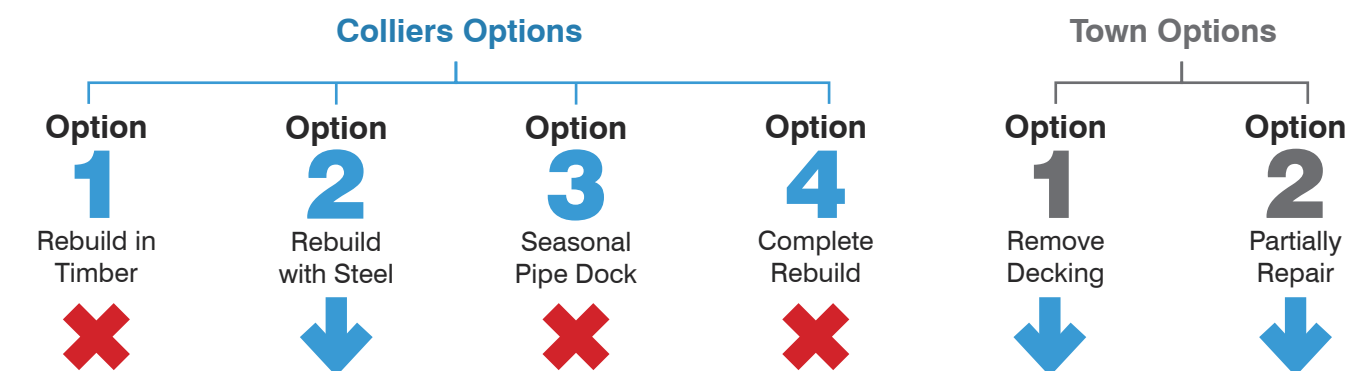 Colliers Options
Town Options
Option
1
Rebuild in
Timber
Option
2
Rebuild
with Steel
Option
3
Seasonal
Pipe Dock
Option
4
Complete
Rebuild
Option
1
Remove
Decking
Option
2
Partially
Repair